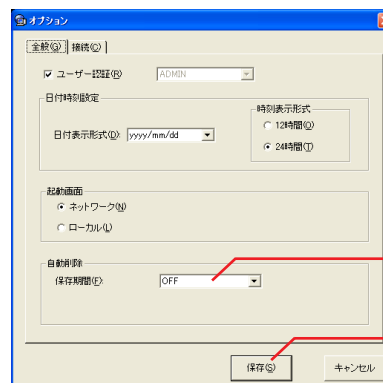 オプション
全般(G) 接続(C)
ユーザー認証(R) ADMIN
日付時刻設定
日付表示形式(D): yyyy/mm/dd
時刻表示形式
12時間(O)
24時間(T)
起動画面
ネットワーク(N)
ローカル(L)
自動削除
保存期間(F): OFF
保存(S) キャンセル